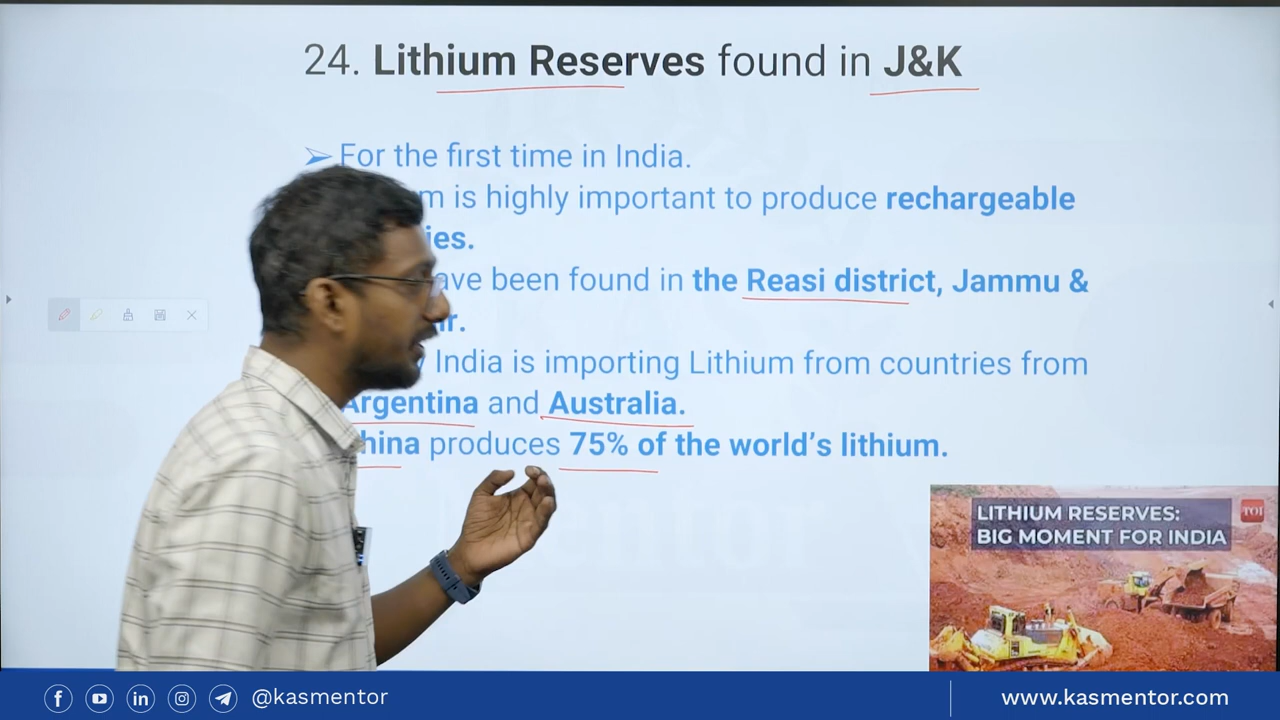 24. Lithium Reserves found in J&K
➢ For the first time in India.
m is highly important to produce rechargeable
ies.
ave been found in the Reasi district, Jammu &
r.
India is importing Lithium from countries from
Argentina and Australia.
hina produces 75% of the world's lithium.
LITHIUM RESERVES:
BIG MOMENT FOR INDIA
TOI
@kasmentor
www.kasmentor.com